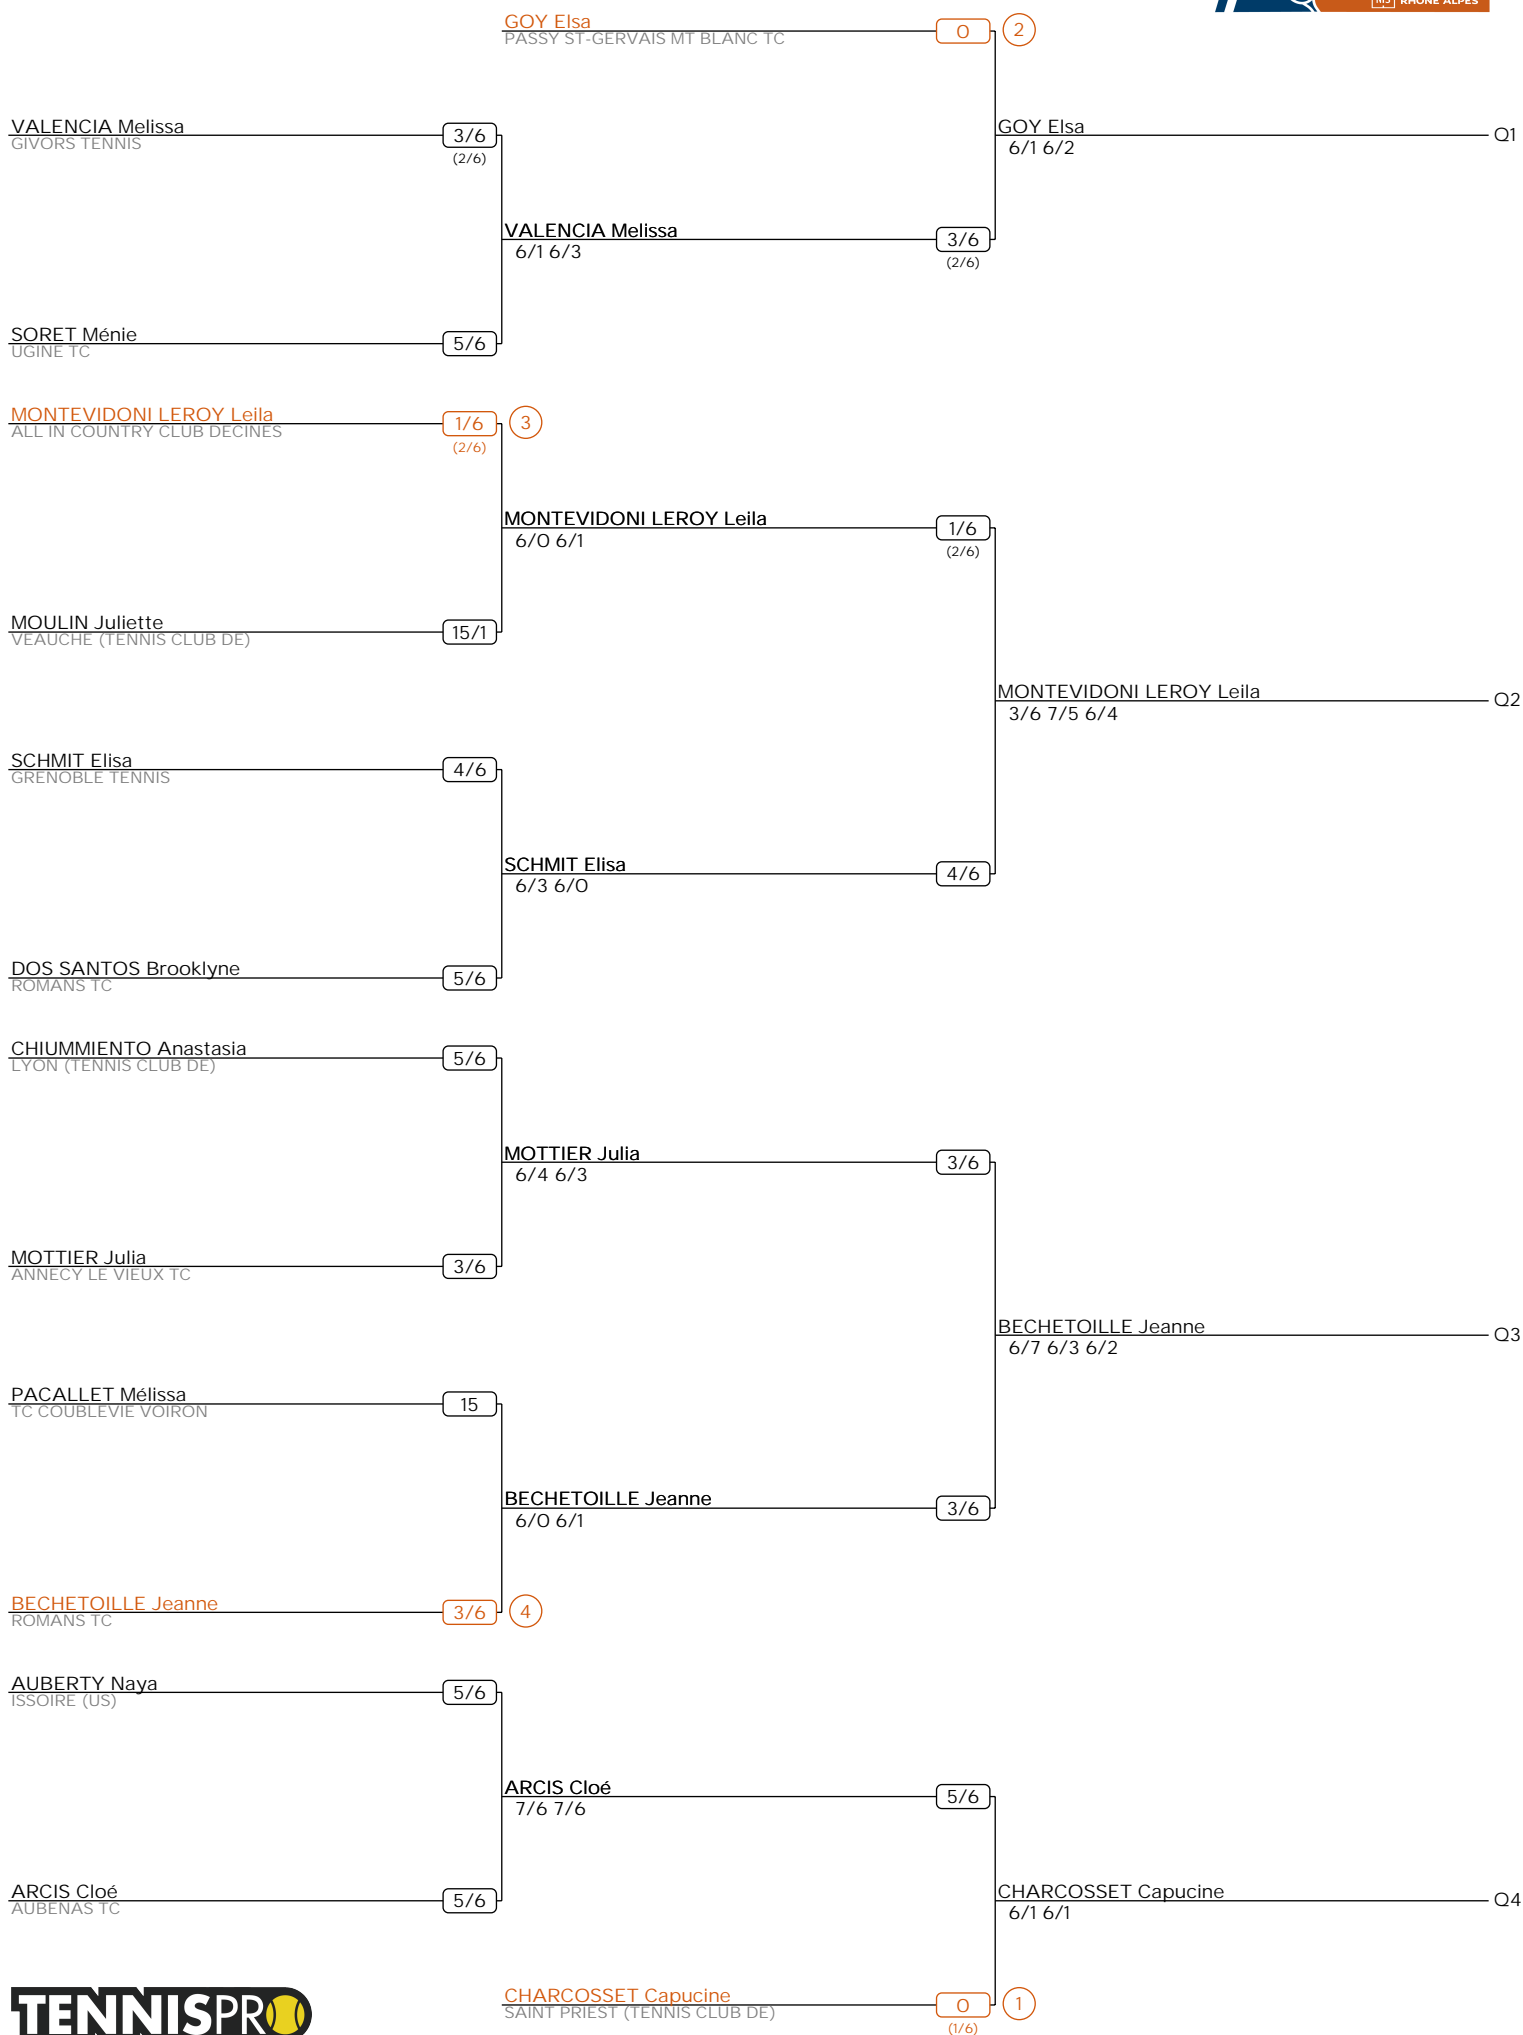 RHÔNE ALPES
GOY Elsa
PASSY ST-GERVAIS MT BLANC TC
0
2
VALENCIA Melissa
GIVORS TENNIS
3/6
(2/6)
GOY Elsa
6/1 6/2
Q1
VALENCIA Melissa
6/1 6/3
3/6
(2/6)
SORET Ménie
UGINE TC
5/6
MONTEVIDONI LEROY Leila
ALL IN COUNTRY CLUB DECINES
1/6
(2/6)
3
MONTEVIDONI LEROY Leila
6/0 6/1
1/6
(2/6)
MOULIN Juliette
VEAUCHE (TENNIS CLUB DE)
15/1
MONTEVIDONI LEROY Leila
3/6 7/5 6/4
Q2
SCHMIT Elisa
GRENOBLE TENNIS
4/6
SCHMIT Elisa
6/3 6/0
4/6
DOS SANTOS Brooklyne
ROMANS TC
5/6
CHIUMMIENTO Anastasia
LYON (TENNIS CLUB DE)
5/6
MOTTIER Julia
6/4 6/3
3/6
MOTTIER Julia
ANNECY LE VIEUX TC
3/6
BECHETOILLE Jeanne
6/7 6/3 6/2
Q3
PACALLET Mélissa
TC COUBLEVIE VOIRON
15
BECHETOILLE Jeanne
6/0 6/1
3/6
BECHETOILLE Jeanne
ROMANS TC
3/6
4
AUBERTY Naya
ISSOIRE (US)
5/6
ARCIS Cloé
7/6 7/6
5/6
ARCIS Cloé
AUBENAS TC
5/6
CHARCOSSET Capucine
6/1 6/1
Q4
CHARCOSSET Capucine
SAINT PRIEST (TENNIS CLUB DE)
0
(1/6)
1
TENNISPRO